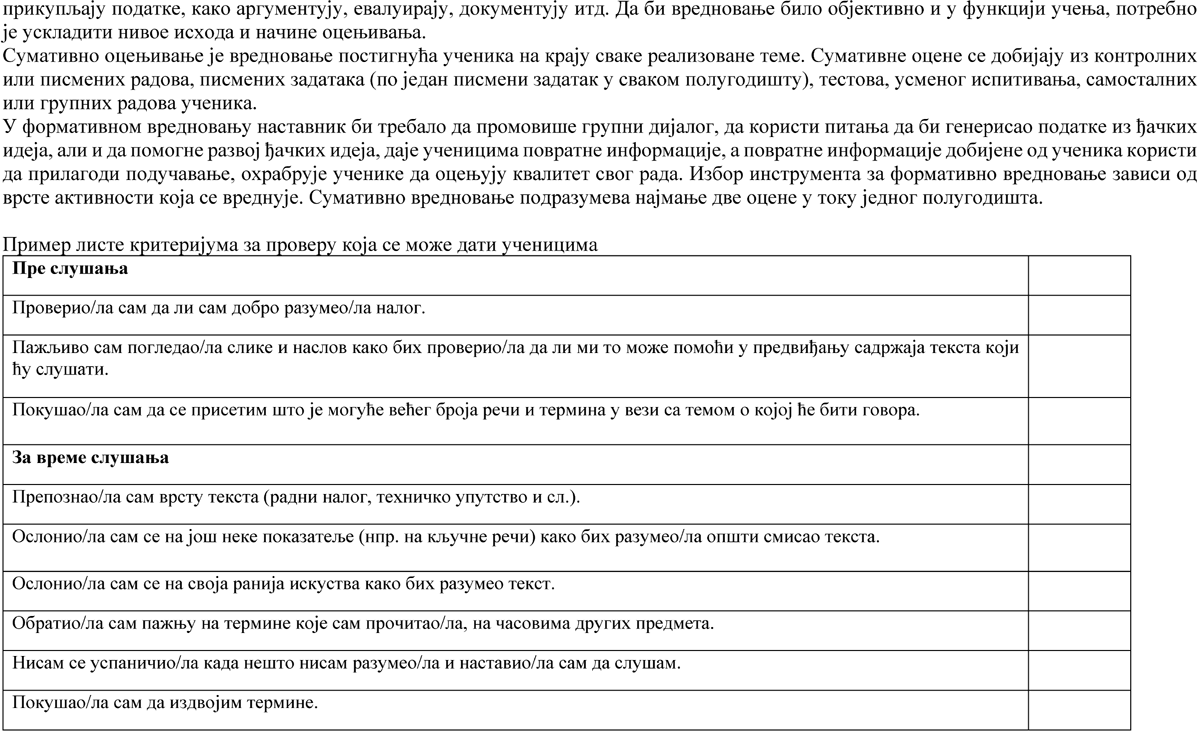 прикупљају податке, како аргументују, евалуирају, документују итд. Да би вредновање било објективно и у функцији учења, потребно
је ускладити нивое исхода и начине оцењивања.
Сумативно оцењивање је вредновање постигнућа ученика на крају сваке реализоване теме. Сумативне оцене се добијају из контролних
или писмених радова, писмених задатака (по један писмени задатак у сваком полугодишту), тестова, усменог испитивања, самосталних
или групних радова ученика.
У формативном вредновању наставник би требало да промовише групни дијалог, да користи питања да би генерисао податке из ђачких
идеја, али и да помогне развој ђачких идеја, даје ученицима повратне информације, а повратне информације добијене од ученика користи
да прилагоди подучавање, охрабрује ученике да оцењују квалитет свог рада. Избор инструмента за формативно вредновање зависи од
врсте активности која се вреднује. Сумативно вредновање подразумева најмање две оцене у току једног полугодишта.
Пример листе критеријума за проверу која се може дати ученицима
Пре слушања
Проверио/ла сам да ли сам добро разумео/ла налог.
Пажљиво сам погледао/ла слике и наслов како бих проверио/ла да ли ми то може помоћи у предвиђању садржаја текста који
ћу слушати.
Покушао/ла сам да се присетим што је могуће већег броја речи и термина у вези са темом о којој ће бити говора.
За време слушања
Препознао/ла сам врсту текста (радни налог, техничко упутство и сл.).
Ослонио/ла сам се на још неке показатеље (нпр. на кључне речи) како бих разумео/ла општи смисао текста.
Ослонио/ла сам се на своја ранија искуства како бих разумео текст.
Обратио/ла сам пажњу на термине које сам прочитао/ла, на часовима других предмета.
Нисам се успаничио/ла када нешто нисам разумео/ла и наставио/ла сам да слушам.
Покушао/ла сам да издвојим термине.